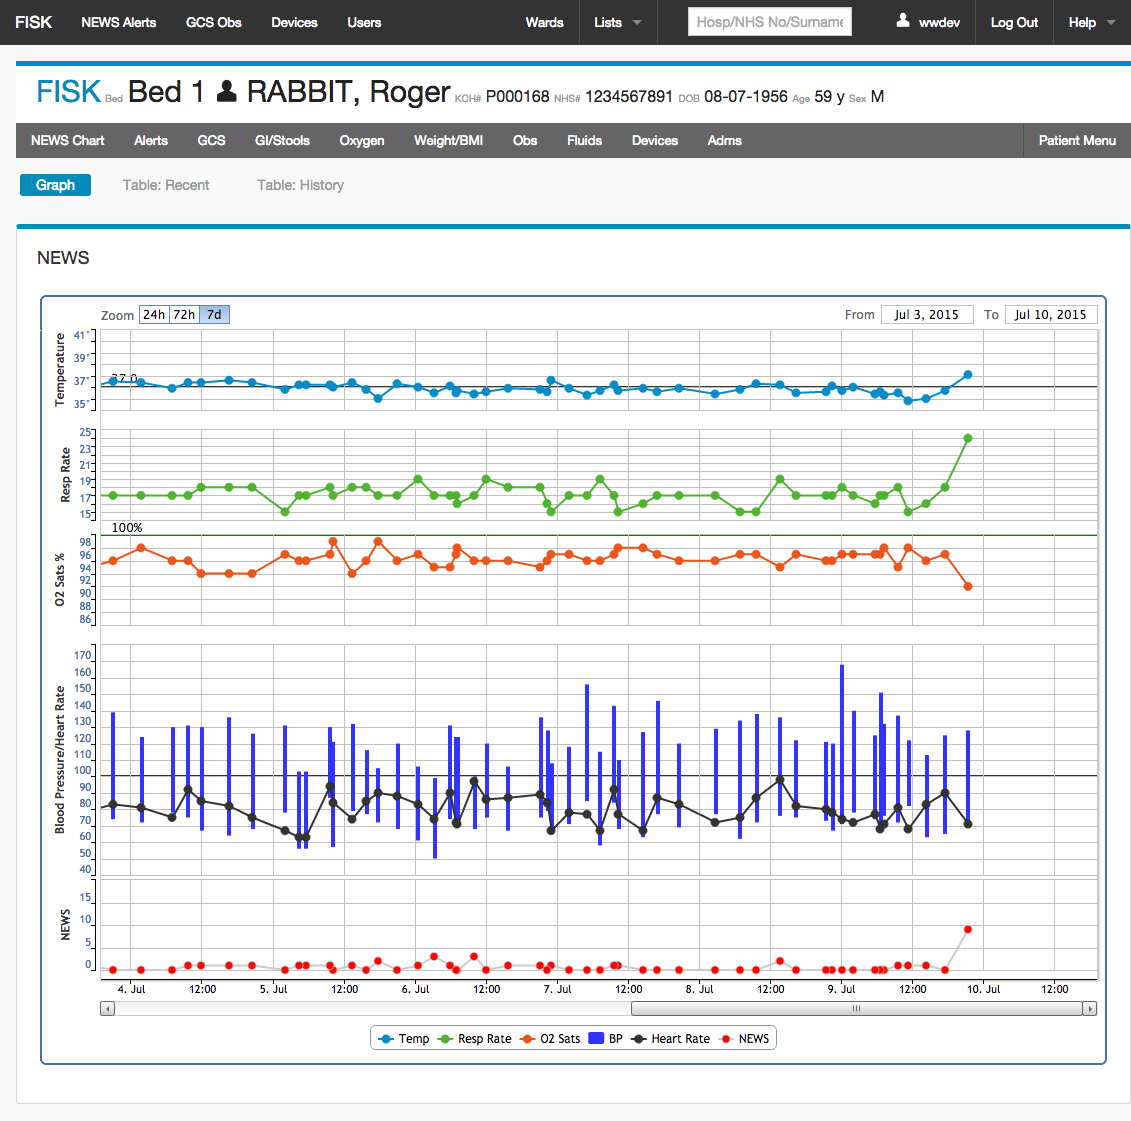 FISK NEWS Alerts GCS Obs Devices Users Wards Lists Hosp/NHS No/Surname wwdev Log Out Help
FISK Bed Bed 1 RABBIT, Roger KCH# P000168 NHS# 1234567891 DOB 08-07-1956 Age 59 y Sex M
NEWS Chart Alerts GCS GI/Stools Oxygen Weight/BMI Obs Fluids Devices Adms Patient Menu
Graph Table: Recent Table: History
NEWS
Zoom 24h 72h 7d From Jul 3, 2015 To Jul 10, 2015
Temperature
41°
39°
37°
35°
37.0
Resp Rate
25
23
21
19
17
15
O2 Sats %
100%
98
96
94
92
90
88
86
Blood Pressure/Heart Rate
170
160
150
140
130
120
110
100
90
80
70
60
50
40
NEWS
15
10
5
0
4. Jul 12:00 5. Jul 12:00 6. Jul 12:00 7. Jul 12:00 8. Jul 12:00 9. Jul 12:00 10. Jul 12:00
Temp Resp Rate O2 Sats BP Heart Rate NEWS